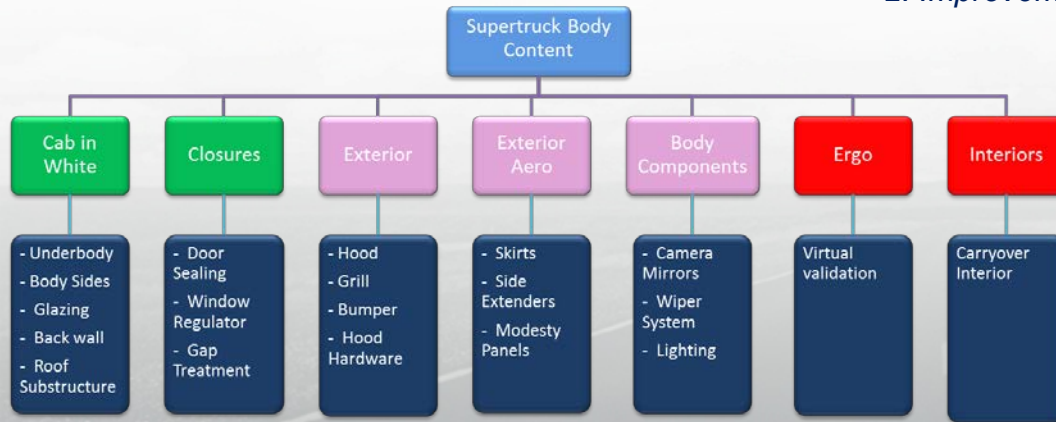 Supertruck Body
Content
Cab in
White
Closures
Exterior
Exterior
Aero
Body
Components
Ergo
Interiors
- Underbody
- Body Sides
- Glazing
- Back wall
- Roof
Substructure
- Door
Sealing
- Window
Regulator
- Gap
Treatment
- Hood
- Grill
- Bumper
- Hood
Hardware
- Skirts
- Side
Extenders
- Modesty
Panels
- Camera
Mirrors
- Wiper
System
- Lighting
Virtual
validation
Carryover
Interior